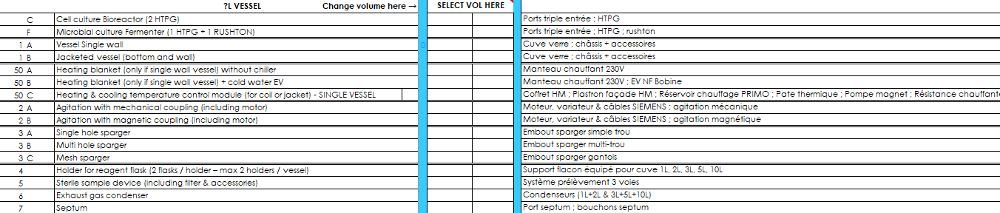 ?L VESSEL Change volume here → SELECT VOL HERE
C Cell culture Bioreactor (2 HTPG) Ports triple entrée ; HTPG
F Microbial culture Fermenter (1 HTPG + 1 RUSHTON) Ports triple entrée ; HTPG ; rushton
1 A Vessel Single wall 0 Cuve verre ; châssis + accessoires
1 B Jacketed vessel (bottom and wall) Cuve verre ; châssis + accessoires
50 A Heating blanket (only if single wall vessel) without chiller Manteau chauffant 230V
50 B Heating blanket (only if single wall vessel) + cold water EV Manteau chauffant 230V ; EV NF Bobine
50 C Heating & cooling temperature control module (for coil or jacket) - SINGLE VESSEL Coffret HM ; Plastron façade HM ; Réservoir chauffage PRIMO ; Pate thermique ; Pompe magnet ; Résistance chauffante
2 A Agitation with mechanical coupling (including motor) Moteur, variateur & câbles SIEMENS ; agitation mécanique
2 B Agitation with magnetic coupling (including motor) Moteur, variateur & câbles SIEMENS ; agitation magnétique
3 A Single hole sparger Embout sparger simple trou
3 B Multi hole sparger Embout sparger multi-trou
3 C Mesh sparger Embout sparger gantois
4 Holder for reagent flask (2 flasks / holder – max 2 holders / vessel) Support flacon équipé pour cuve 1L, 2L, 3L, 5L, 10L
5 Sterile sample device (including filter & accessories) Système prélèvement 3 voies
6 Exhaust gas condenser Condenseurs (1L+2L & 3L+5L+10L)
7 Septum Port septum ; bouchons septum